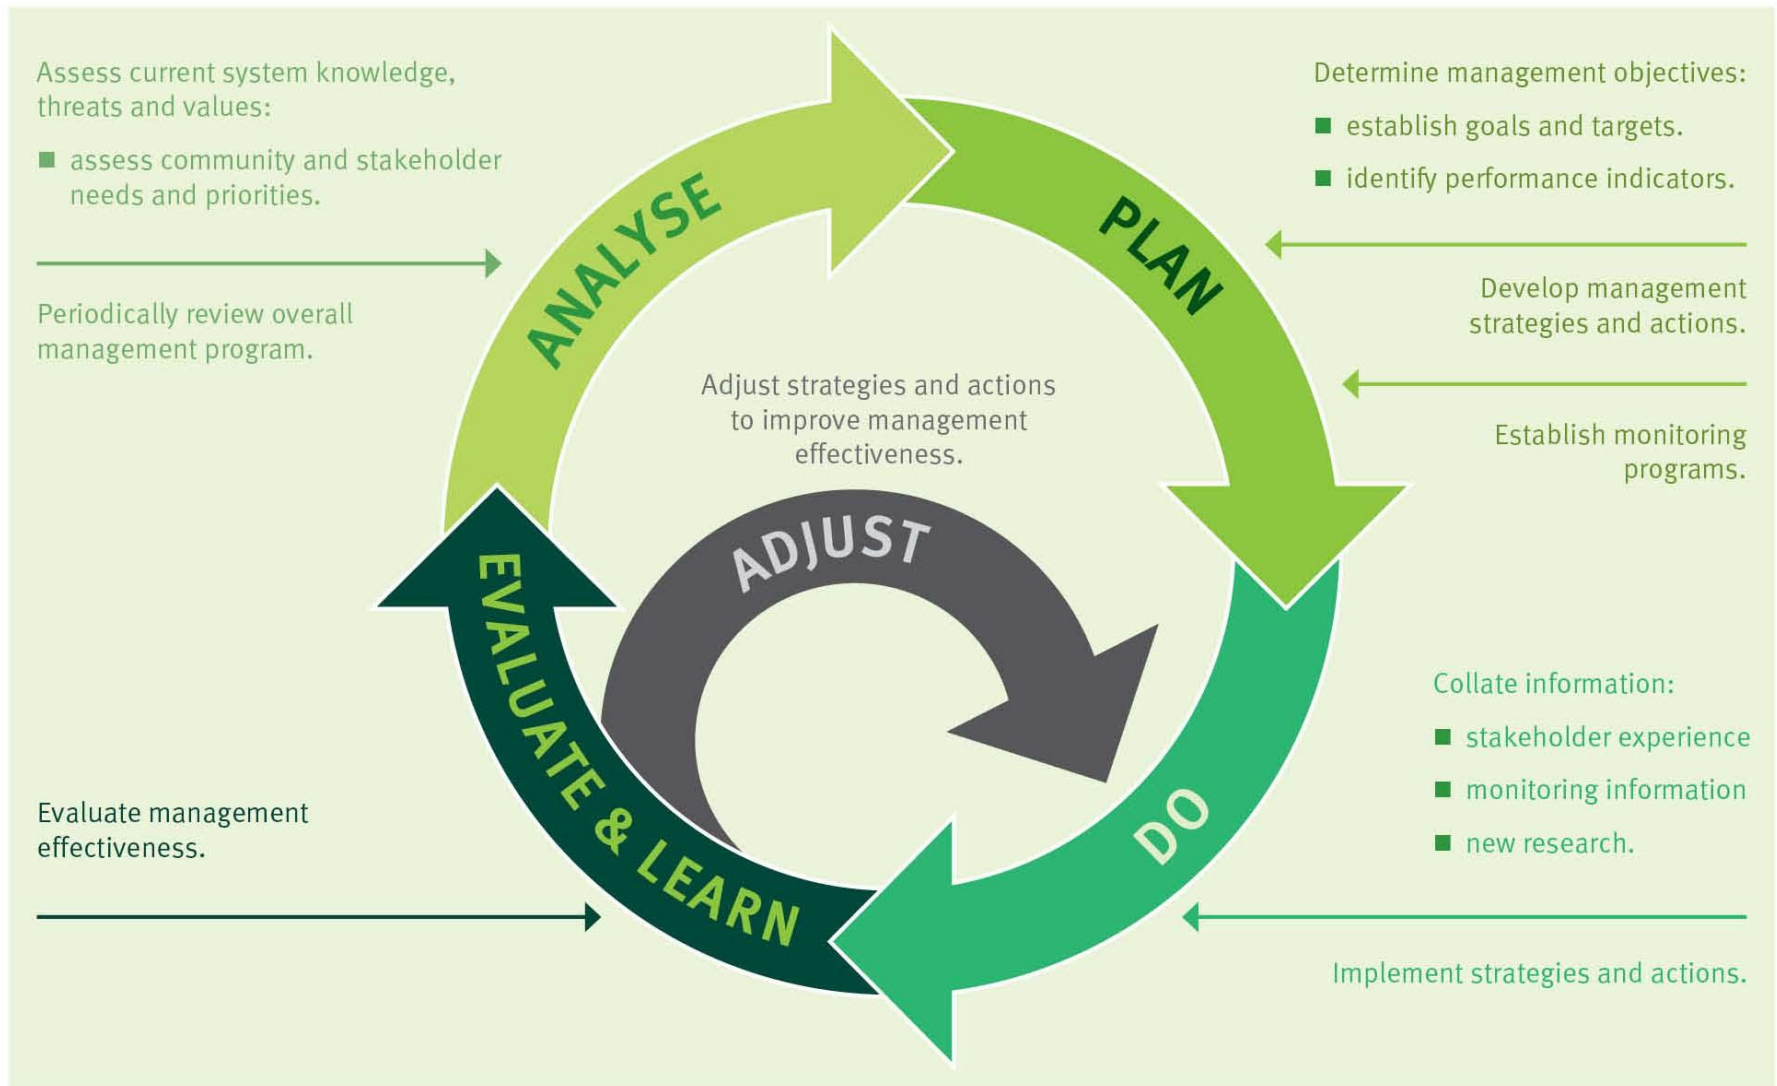 Assess current system knowledge,
threats and values:
■ assess community and stakeholder
needs and priorities.
Periodically review overall
management program.
ANALYSE
PLAN
Determine management objectives:
■ establish goals and targets.
■ identify performance indicators.
Develop management
strategies and actions.
Establish monitoring
programs.
Adjust strategies and actions
to improve management
effectiveness.
ADJUST
DO
Collate information:
■ stakeholder experience
■ monitoring information
■ new research.
Implement strategies and actions.
EVALUATE & LEARN
Evaluate management
effectiveness.